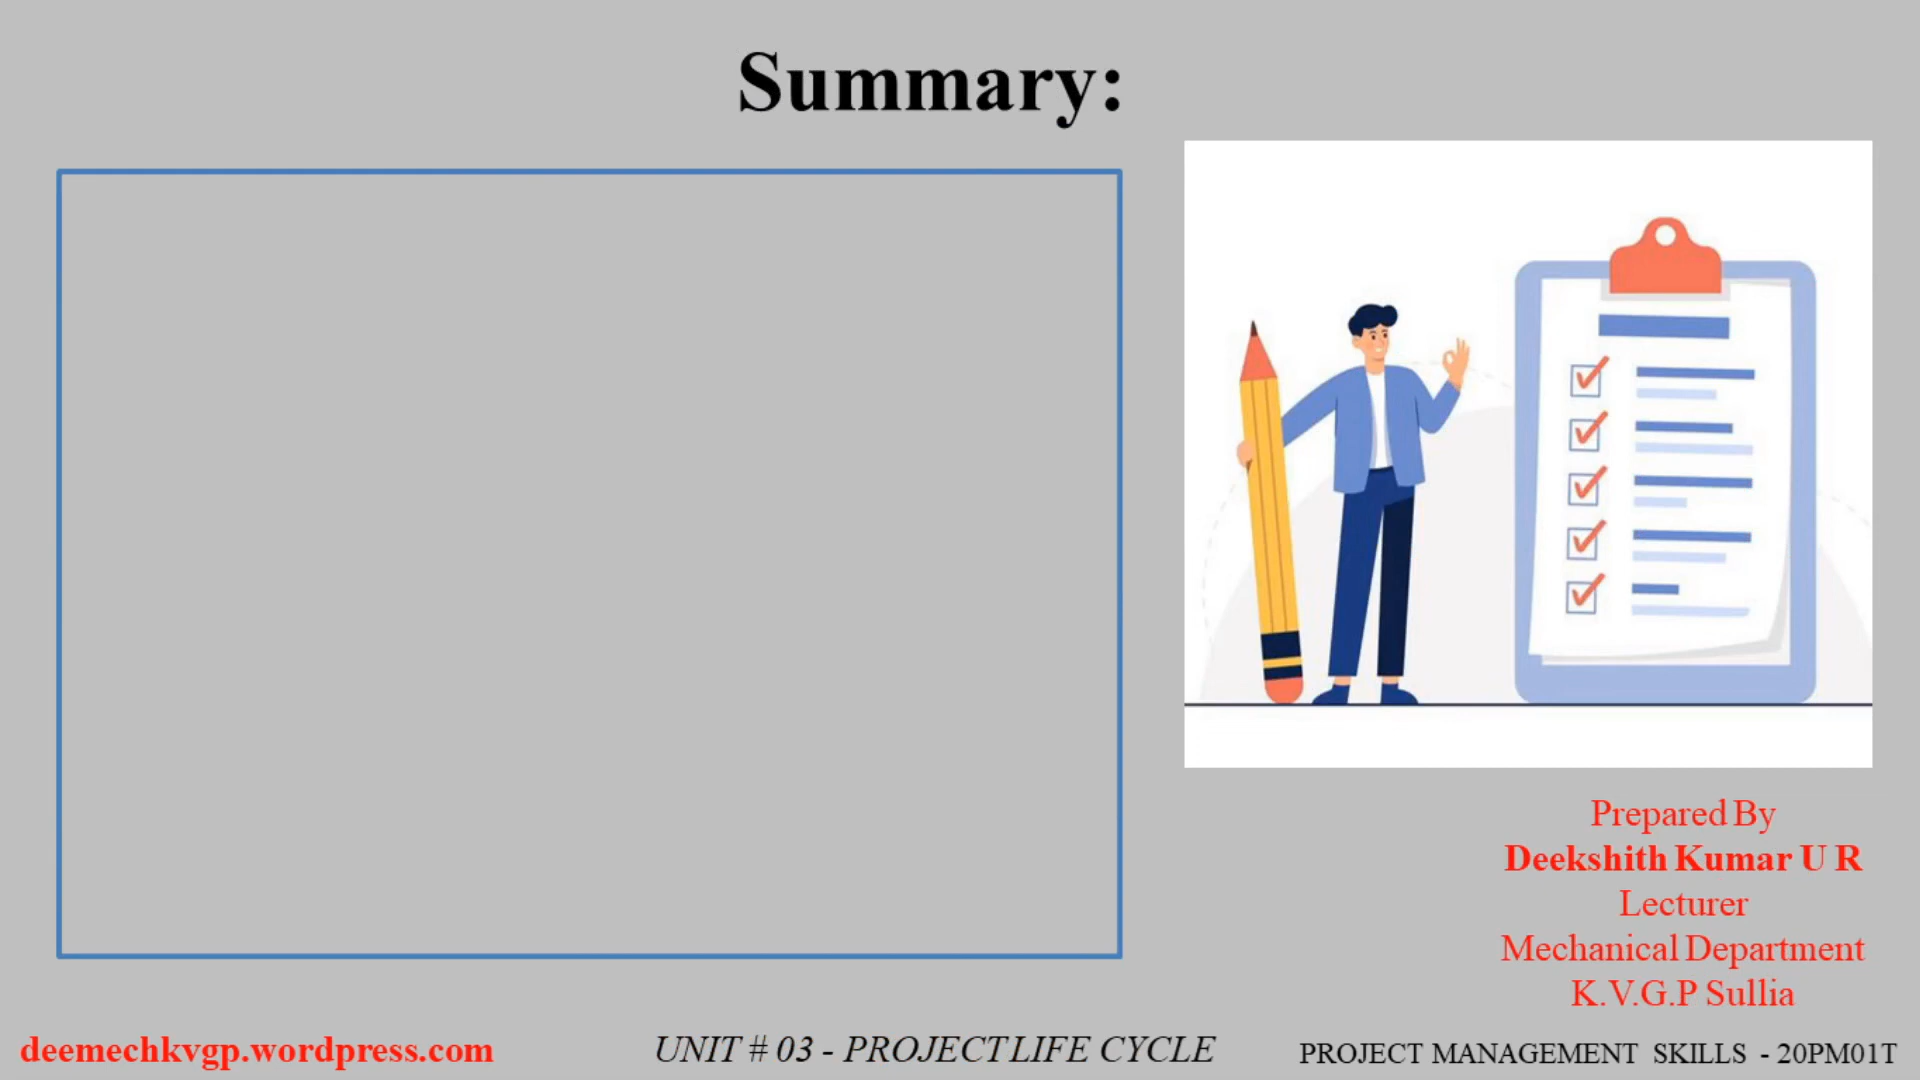 Summary:
Prepared By
Deekshith Kumar U R
Lecturer
Mechanical Department
K.V.G.P Sullia
deemechkvgp.wordpress.com
UNIT # 03 - PROJECT LIFE CYCLE
PROJECT MANAGEMENT SKILLS - 20PM01T